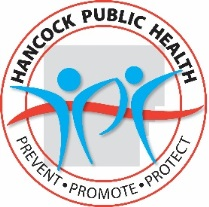 HANCOCK PUBLIC HEALTH
PREVENT • PROMOTE • PROTECT